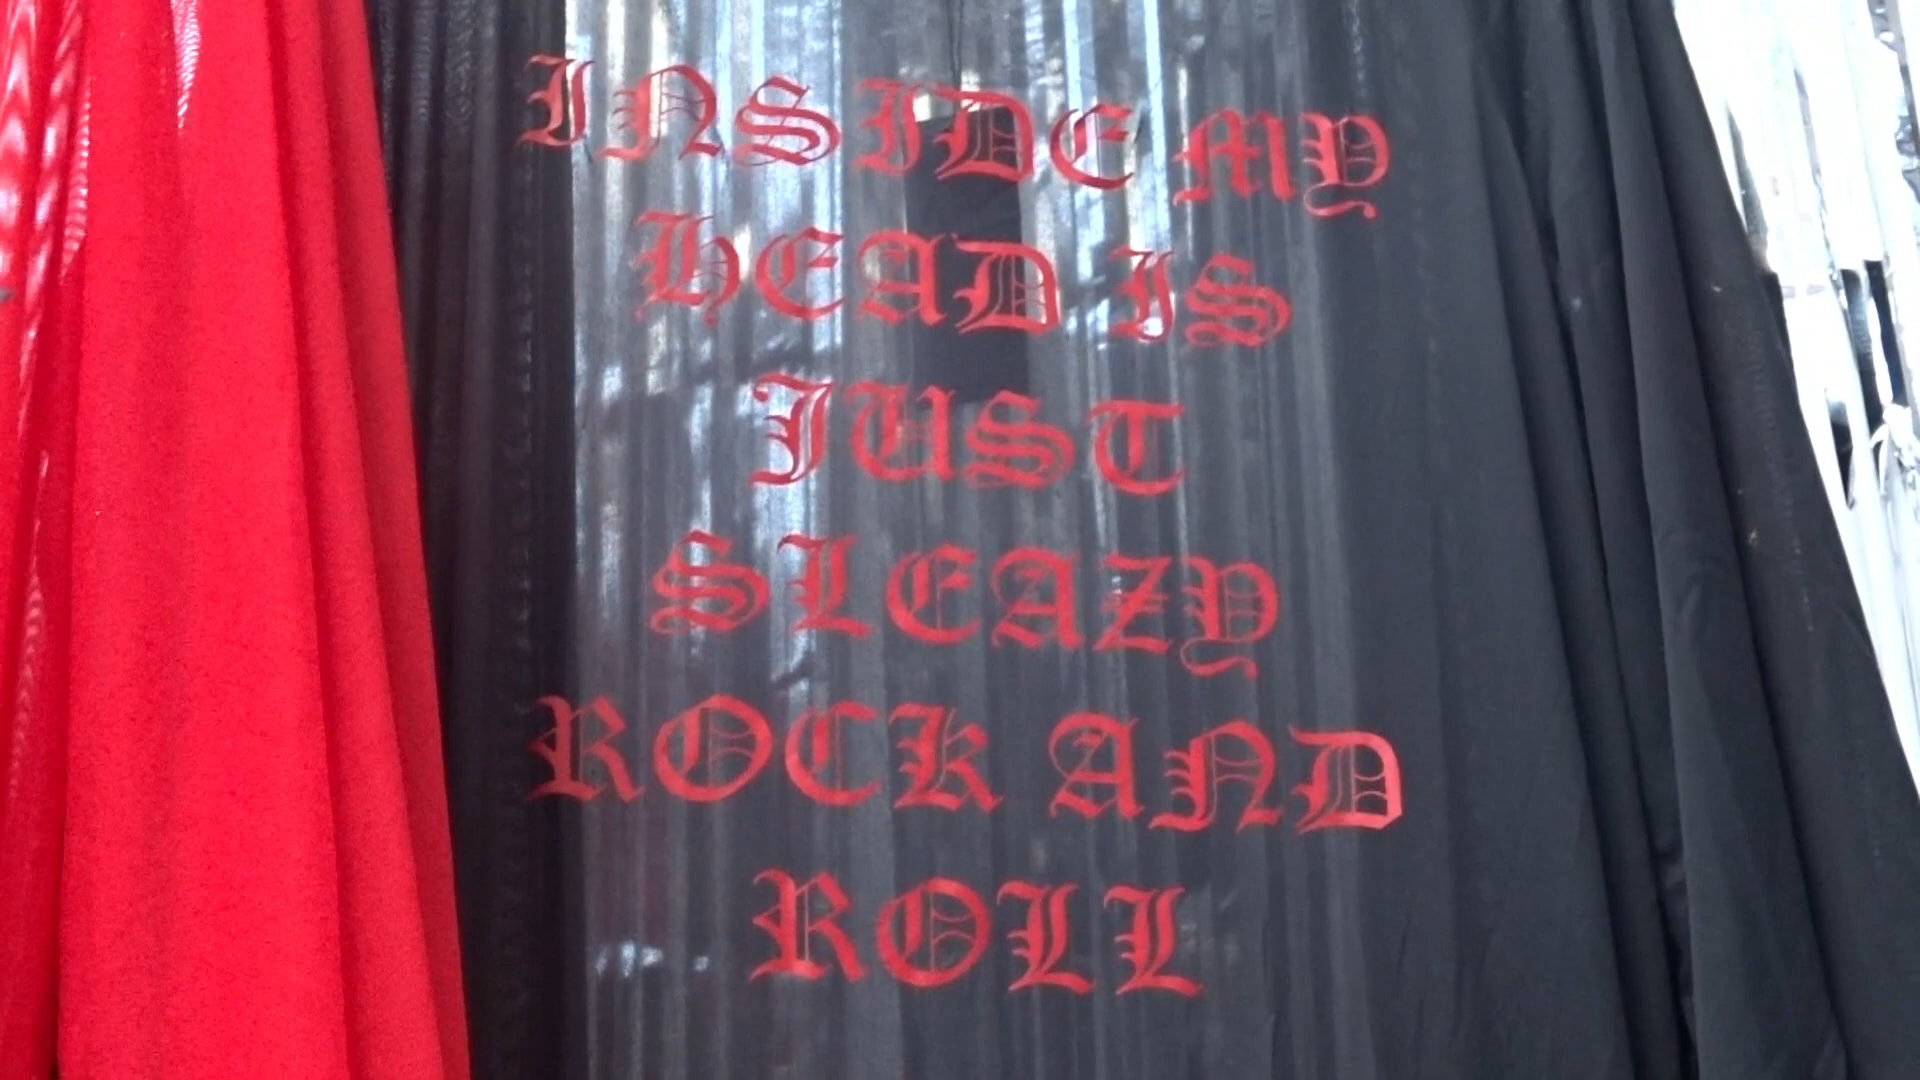 INSIDE MY
HEAD IS
JUST
SLEAZY
ROCK AND
ROLL